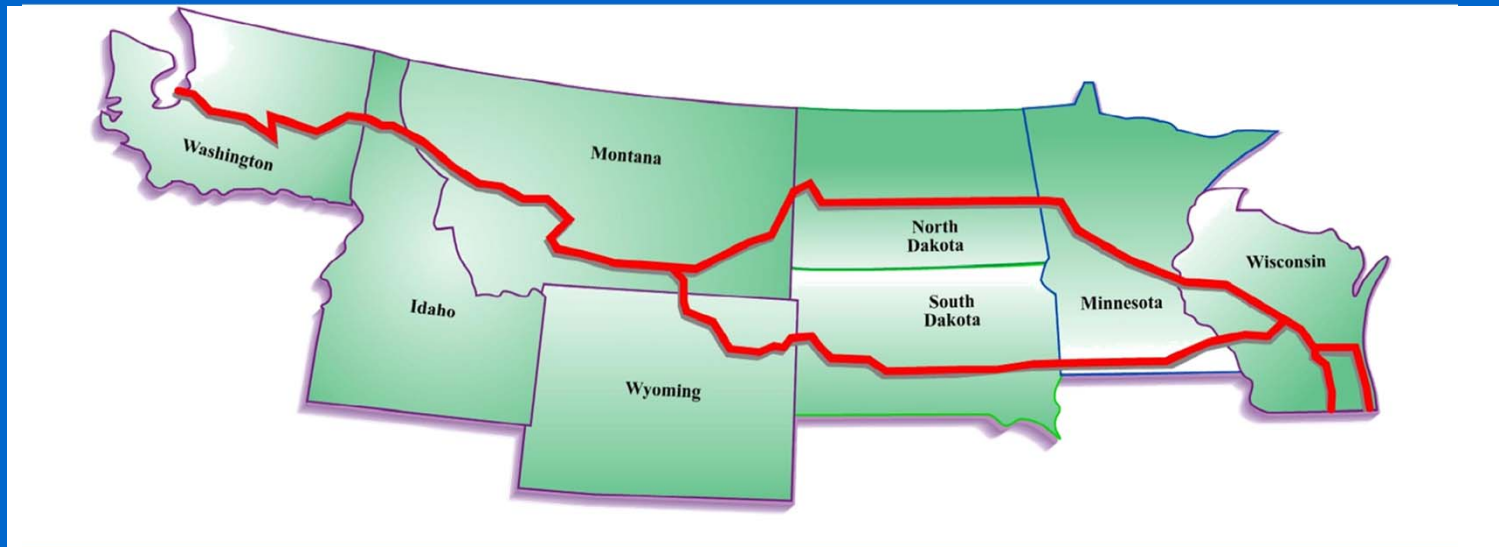 Washington
Montana
North
Dakota
Wisconsin
Idaho
South
Dakota
Minnesota
Wyoming